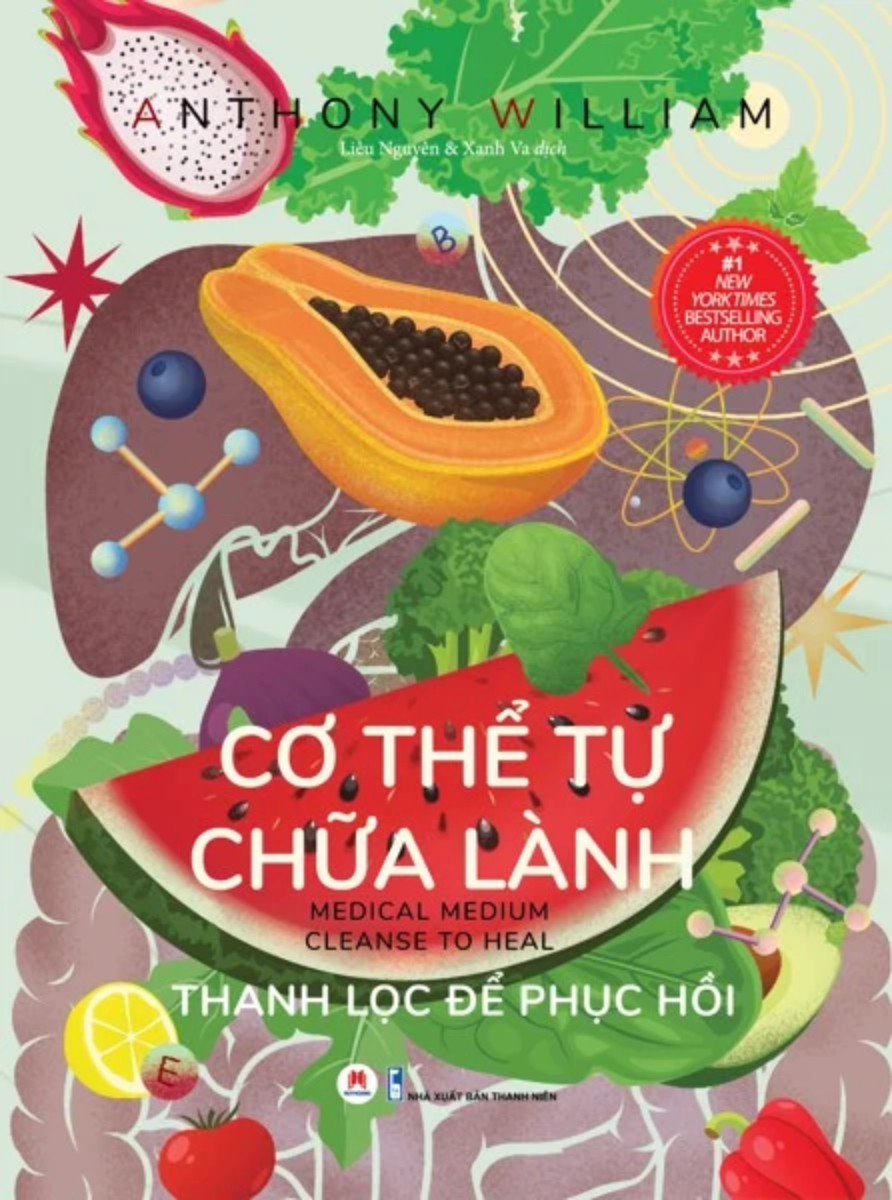 ANTHONY WILLIAM
Liễu Nguyên & Xanh Va dịch
B
#1
NEW
YORK TIMES
BESTSELLING
AUTHOR
CƠ THỂ TỰ
CHỮA LÀNH
MEDICAL MEDIUM
CLEANSE TO HEAL
THANH LỌC ĐỂ PHỤC HỒI
E
NHÀ XUẤT BẢN THANH NIÊN